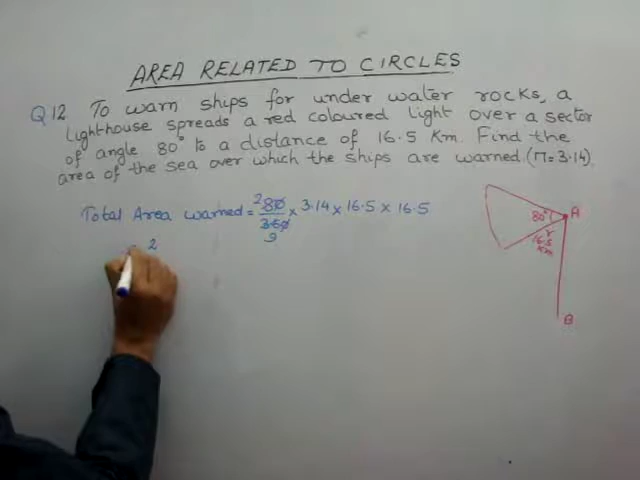 AREA RELATED TO CIRCLES
Q12 To warn ships for under water rocks, a
lighthouse spreads a red coloured light over a sector
of angle 80° to a distance of 16.5 Km. Find the
area of the sea over which the ships are warned. (π=3.14).
Total Area warned = 80/360 × 3.14 × 16.5 × 16.5
2
9
2
80°
A
r
16.5
Km
B